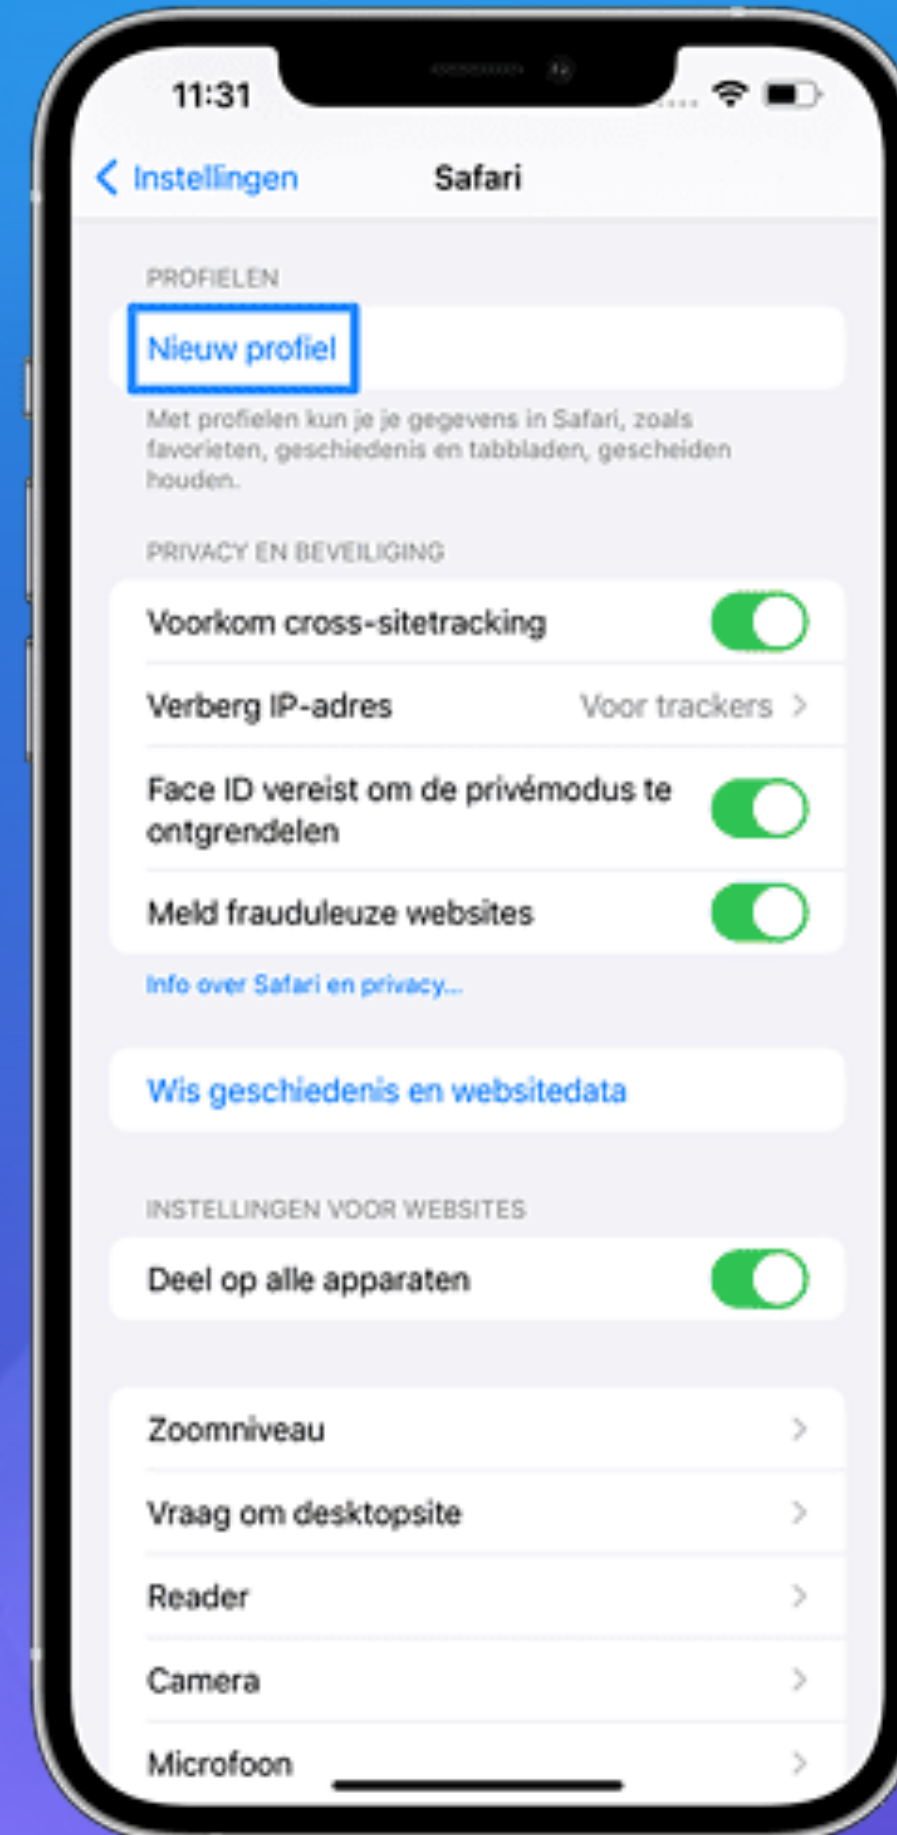 11:31
Instellingen
Safari
PROFIELEN
Nieuw profiel
Met profielen kun je je gegevens in Safari, zoals
favorieten, geschiedenis en tabbladen, gescheiden
houden.
PRIVACY EN BEVEILIGING
Voorkom cross-sitetracking
Verberg IP-adres Voor trackers
Face ID vereist om de privémodus te
ontgrendelen
Meld frauduleuze websites
Info over Safari en privacy...
Wis geschiedenis en websitedata
INSTELLINGEN VOOR WEBSITES
Deel op alle apparaten
Zoomniveau
Vraag om desktopsite
Reader
Camera
Microfoon